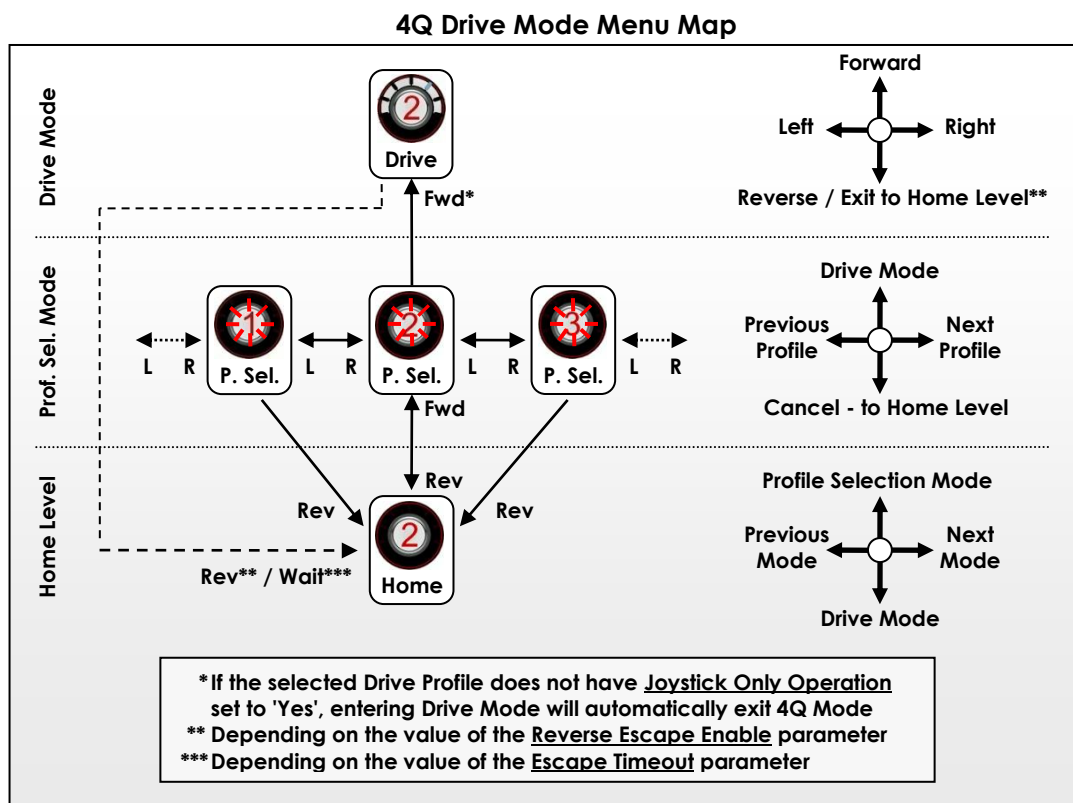 4Q Drive Mode Menu Map
Drive Mode
2
Drive
Fwd*
Forward
Left
Right
Reverse / Exit to Home Level**
Prof. Sel. Mode
L
R
1
P. Sel.
L
R
2
P. Sel.
L
R
3
P. Sel.
L
R
Fwd
Drive Mode
Previous
Profile
Next
Profile
Cancel - to Home Level
Home Level
Rev
Rev
Rev
2
Home
Rev** / Wait***
Profile Selection Mode
Previous
Mode
Next
Mode
Drive Mode
* If the selected Drive Profile does not have Joystick Only Operation
set to 'Yes', entering Drive Mode will automatically exit 4Q Mode
** Depending on the value of the Reverse Escape Enable parameter
*** Depending on the value of the Escape Timeout parameter